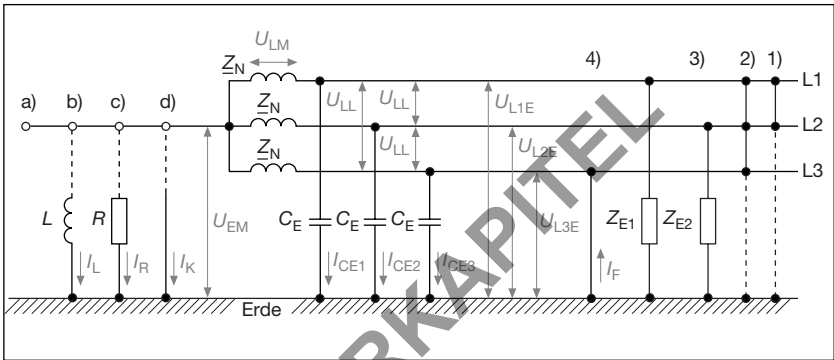 U_LM
Z_N 4) 3) 2) 1)
a) b) c) d) U_LL U_LL U_L1E L1
Z_N U_L2E L2
Z_N U_LL L3
L R U_EM C_E C_E C_E U_L3E Z_E1 Z_E2
I_L I_R I_K I_CE1 I_CE2 I_CE3 I_F
Erde
RKAPITEL